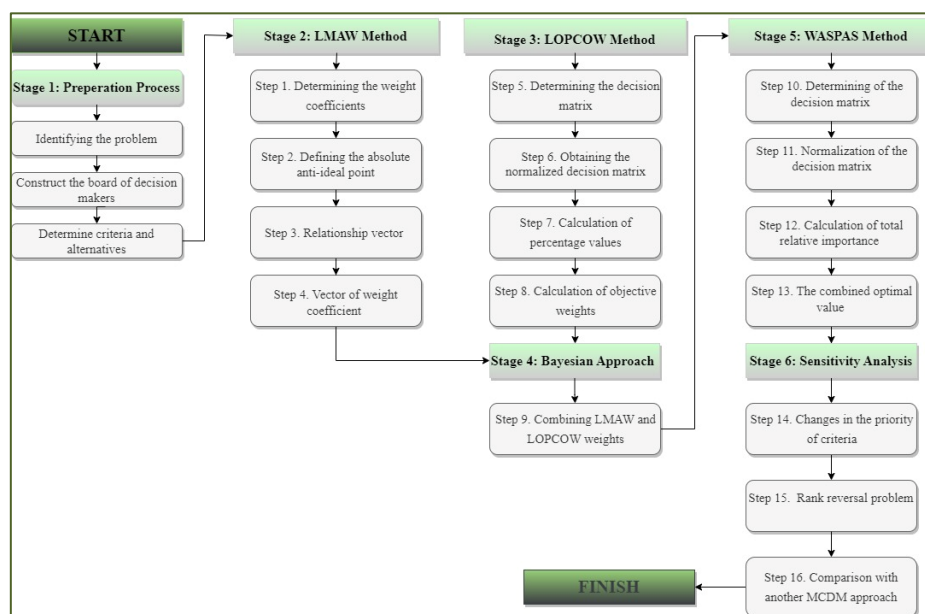 START
Stage 1: Preperation Process
Identifying the problem
Construct the board of decision
makers
Determine criteria and
alternatives
Stage 2: LMAW Method
Step 1. Determining the weight
coefficients
Step 2. Defining the absolute
anti-ideal point
Step 3. Relationship vector
Step 4. Vector of weight
coefficient
Stage 3: LOPCOW Method
Step 5. Determining the decision
matrix
Step 6. Obtaining the
normalized decision matrix
Step 7. Calculation of
percentage values
Step 8. Calculation of objective
weights
Stage 4: Bayesian Approach
Step 9. Combining LMAW and
LOPCOW weights
Stage 5: WASPAS Method
Step 10. Determining of the
decision matrix
Step 11. Normalization of the
decision matrix
Step 12. Calculation of total
relative importance
Step 13. The combined optimal
value
Stage 6: Sensitivity Analysis
Step 14. Changes in the priority
of criteria
Step 15. Rank reversal problem
Step 16. Comparison with
another MCDM approach
FINISH